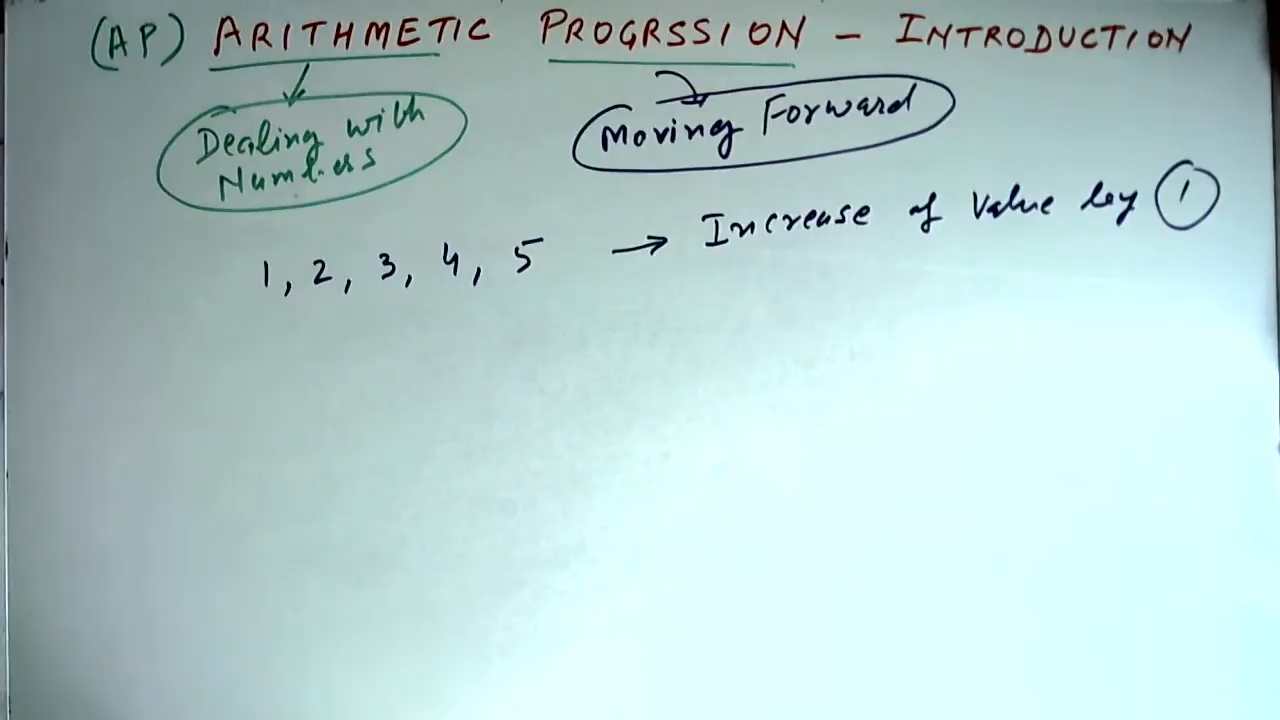 (AP) ARITHMETIC PROGRSSION - INTRODUCTION
Dealing with
Numbers
Moving Forward
1, 2, 3, 4, 5 → Increase of value by 1